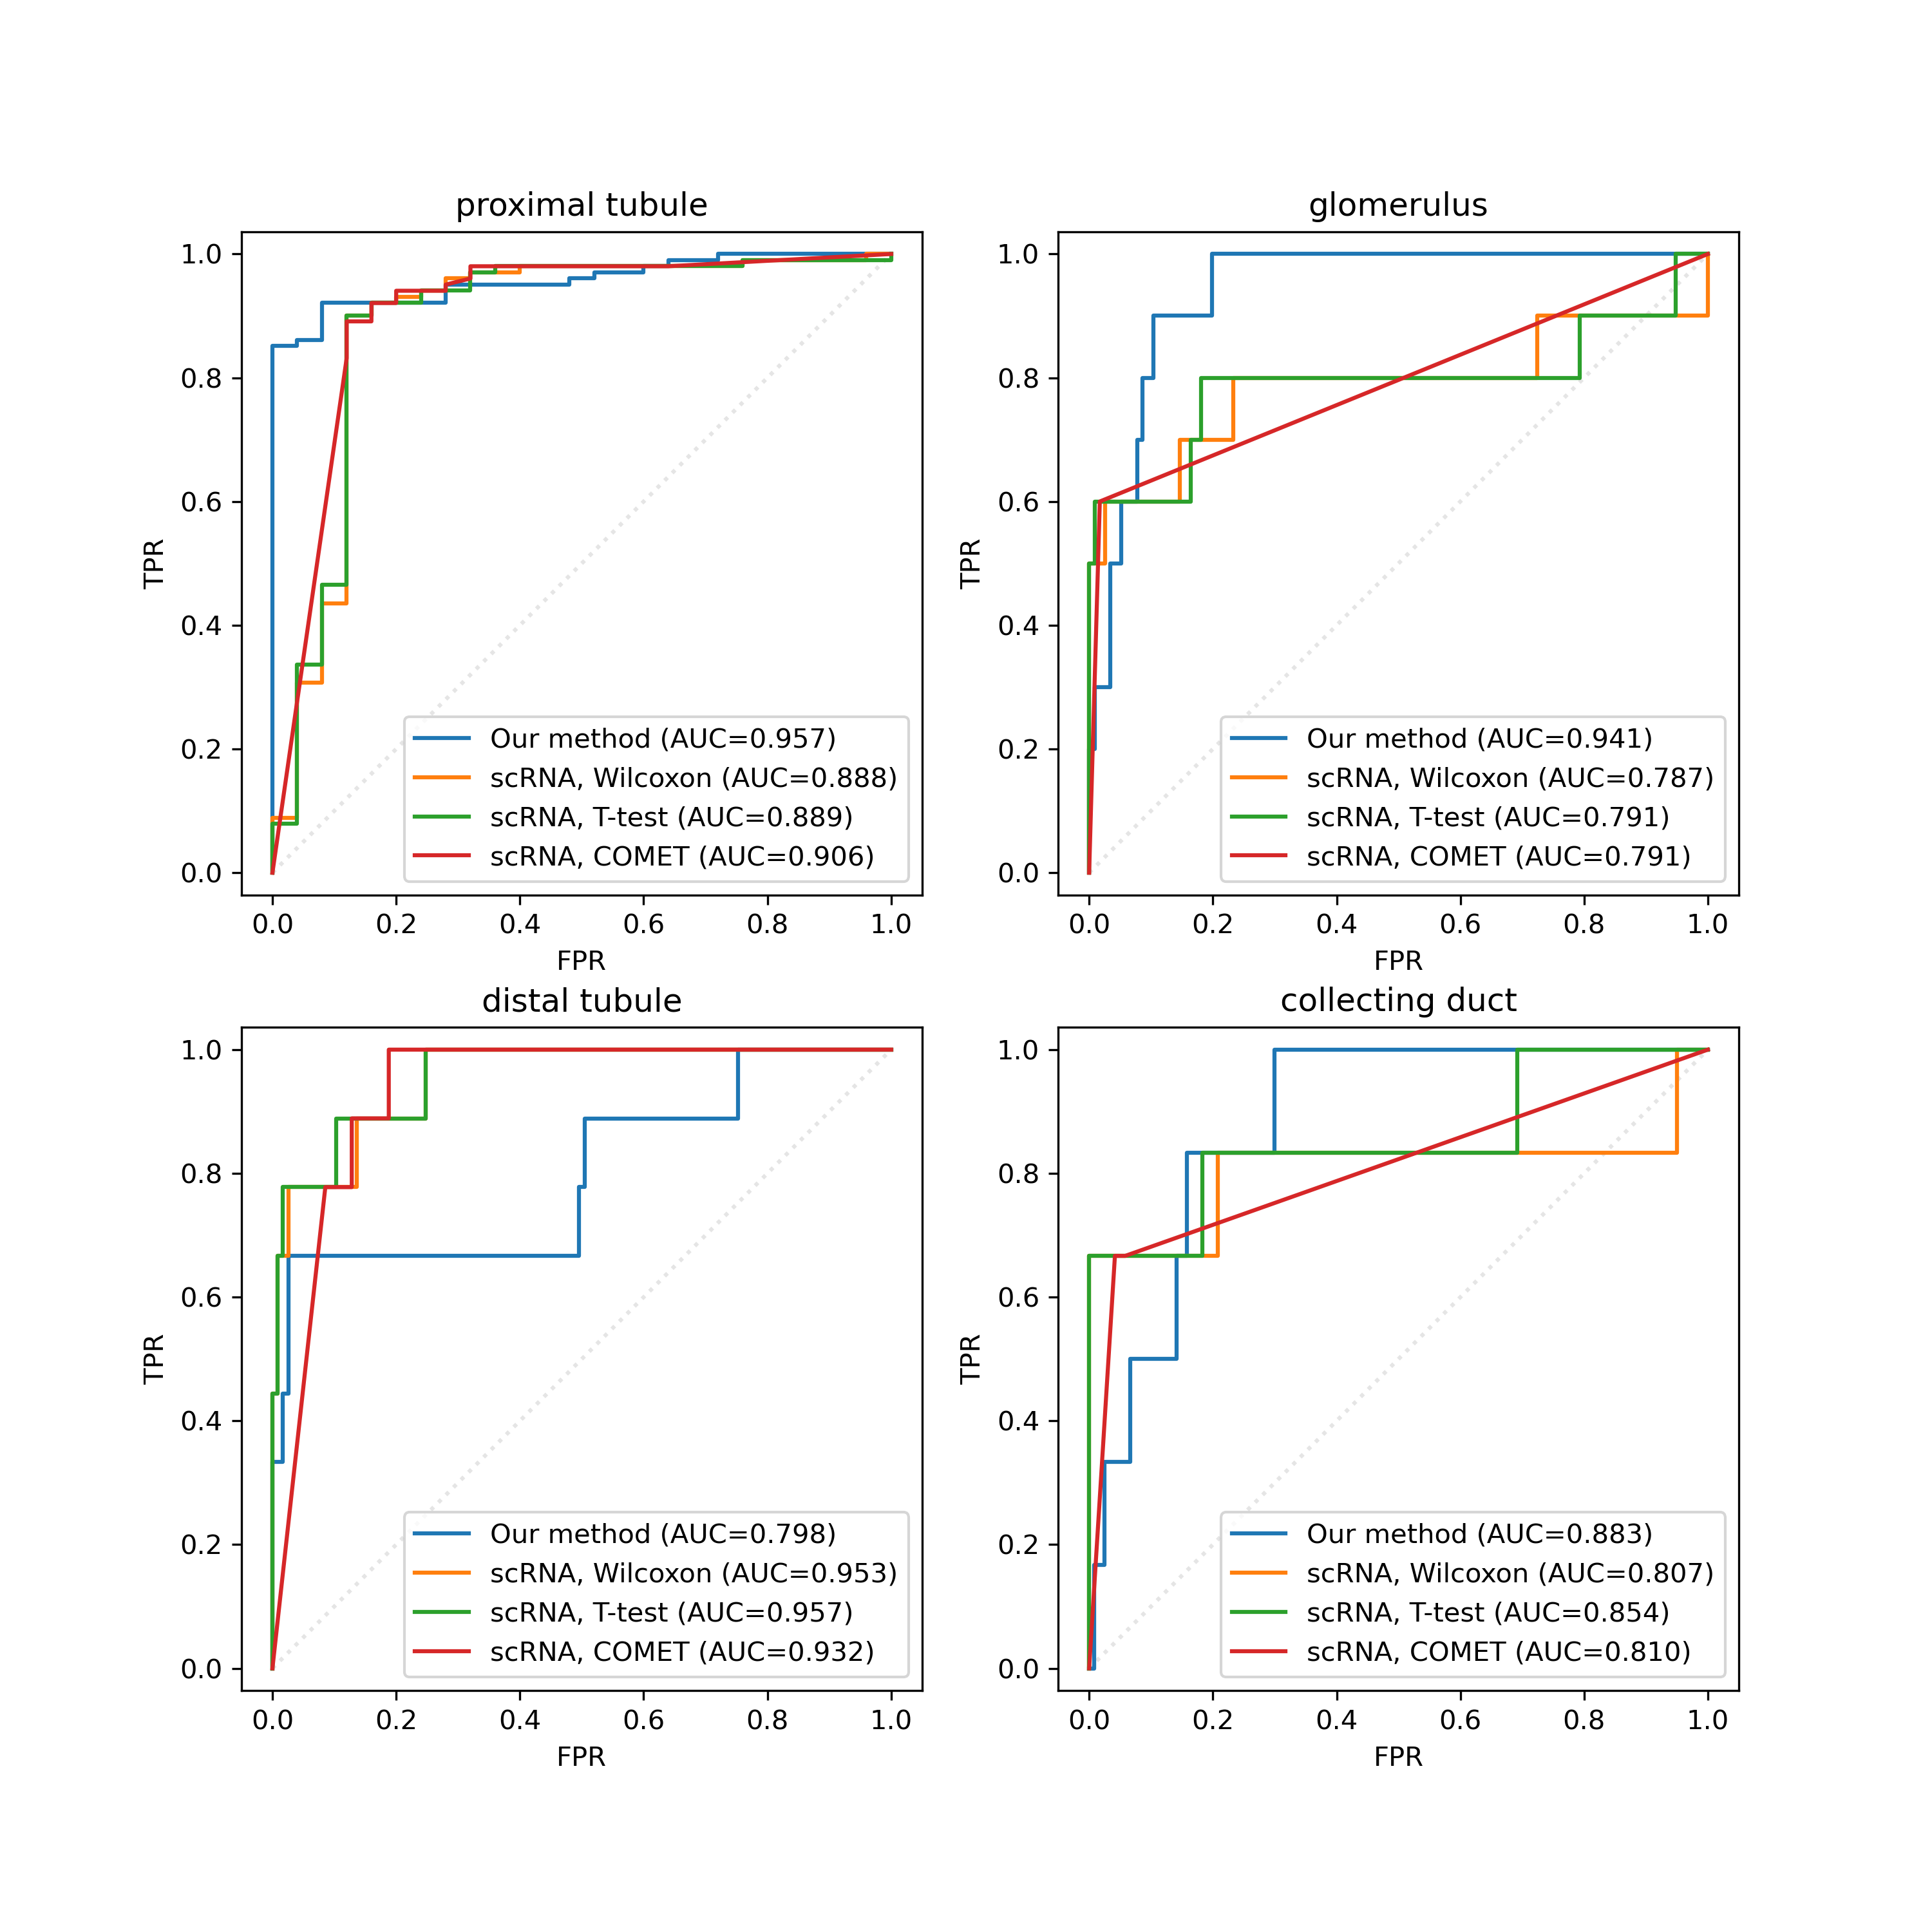 proximal tubule
1.0
0.8
0.6
0.4
0.2
0.0
TPR
Our method (AUC=0.957)
scRNA, Wilcoxon (AUC=0.888)
scRNA, T-test (AUC=0.889)
scRNA, COMET (AUC=0.906)
0.0 0.2 0.4 0.6 0.8 1.0
FPR
glomerulus
1.0
0.8
0.6
0.4
0.2
0.0
TPR
Our method (AUC=0.941)
scRNA, Wilcoxon (AUC=0.787)
scRNA, T-test (AUC=0.791)
scRNA, COMET (AUC=0.791)
0.0 0.2 0.4 0.6 0.8 1.0
FPR
distal tubule
1.0
0.8
0.6
0.4
0.2
0.0
TPR
Our method (AUC=0.798)
scRNA, Wilcoxon (AUC=0.953)
scRNA, T-test (AUC=0.957)
scRNA, COMET (AUC=0.932)
0.0 0.2 0.4 0.6 0.8 1.0
FPR
collecting duct
1.0
0.8
0.6
0.4
0.2
0.0
TPR
Our method (AUC=0.883)
scRNA, Wilcoxon (AUC=0.807)
scRNA, T-test (AUC=0.854)
scRNA, COMET (AUC=0.810)
0.0 0.2 0.4 0.6 0.8 1.0
FPR